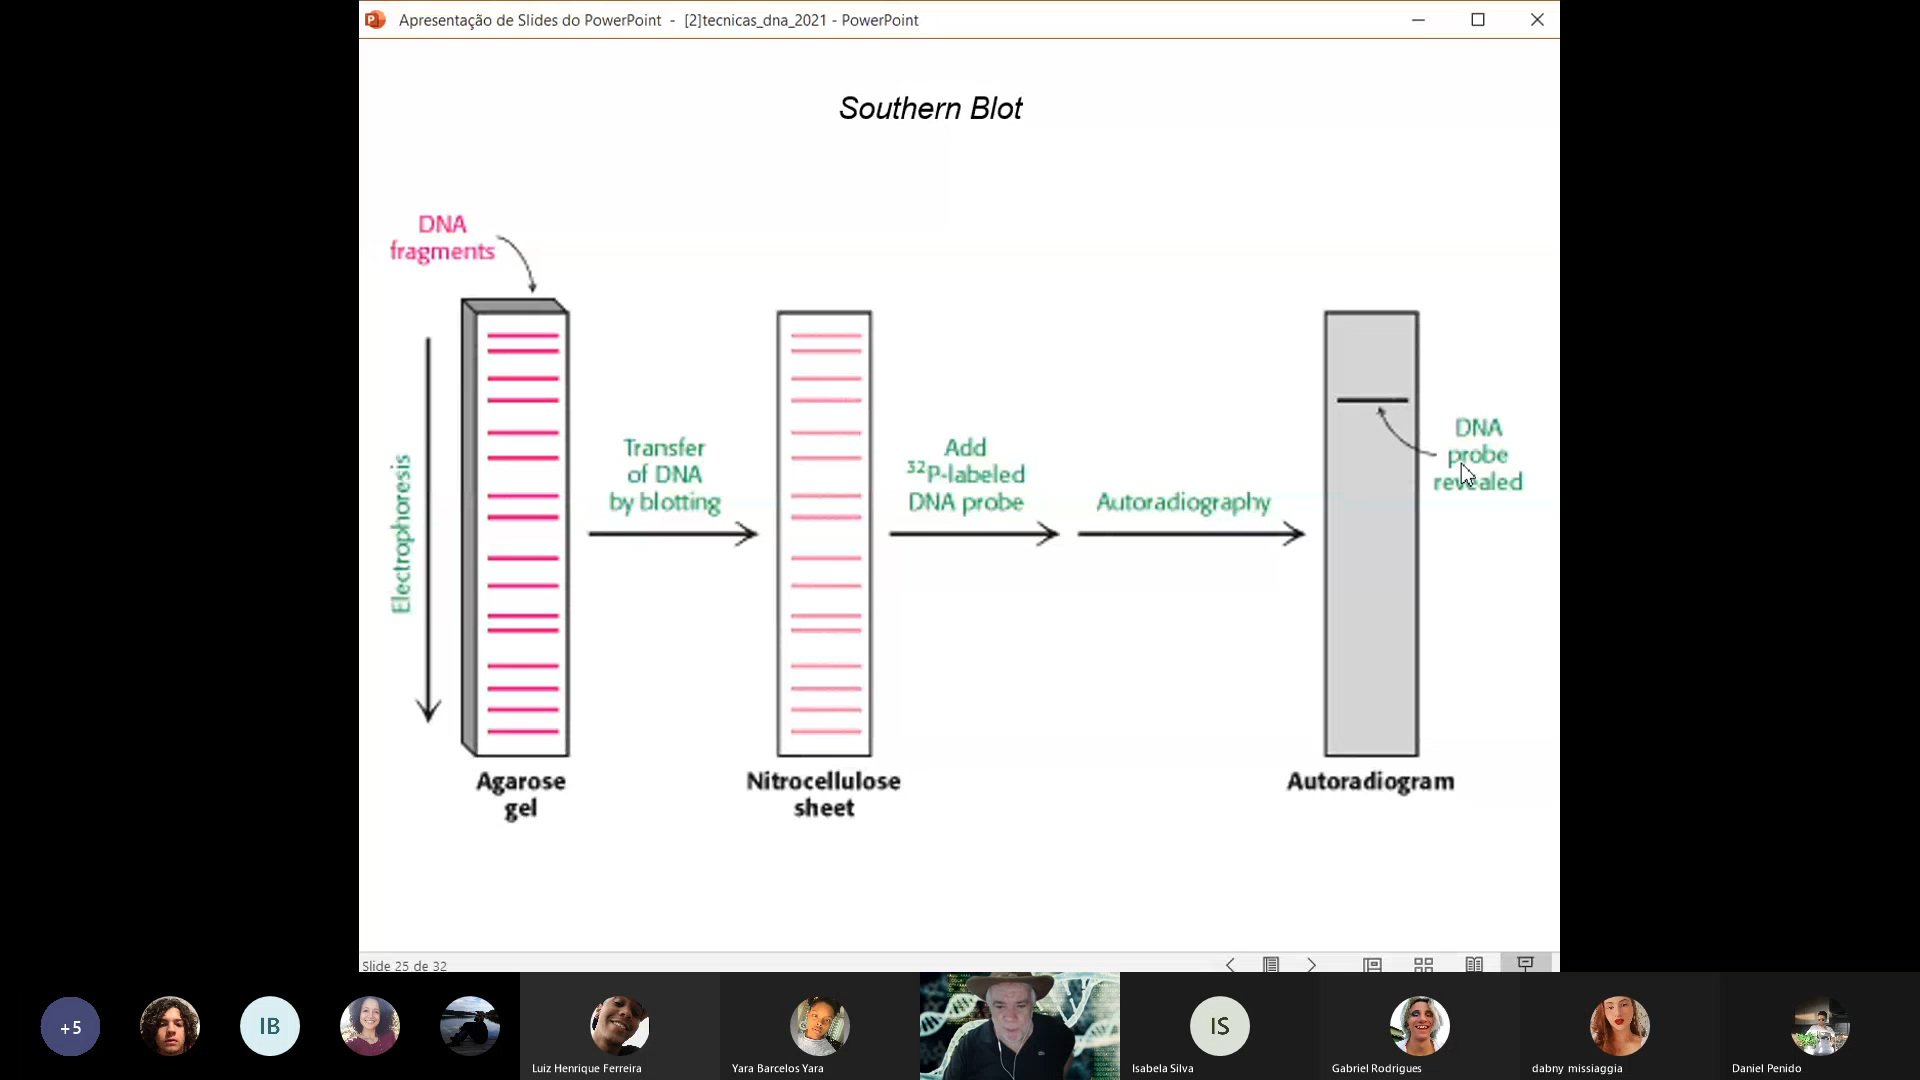 Apresentação de Slides do PowerPoint - [2]tecnicas_dna_2021 - PowerPoint
Southern Blot
DNA
fragments
Electrophoresis
Transfer
of DNA
by blotting
Add
³²P-labeled
DNA probe
Autoradiography
DNA
probe
revealed
Agarose
gel
Nitrocellulose
sheet
Autoradiogram
Slide 25 de 32
+5
IB
IS
Luiz Henrique Ferreira
Yara Barcelos Yara
Isabela Silva
Gabriel Rodrigues
dabny missiaggia
Daniel Penido